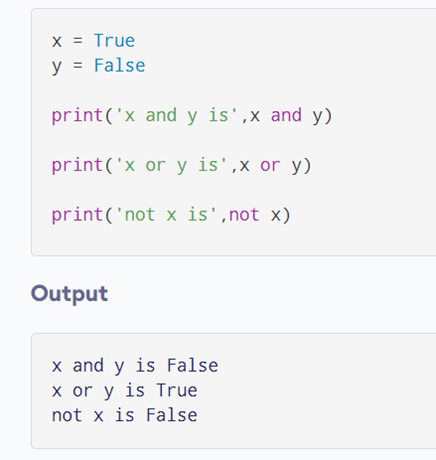 x = True
y = False
print('x and y is',x and y)
print('x or y is',x or y)
print('not x is',not x)
Output
x and y is False
x or y is True
not x is False